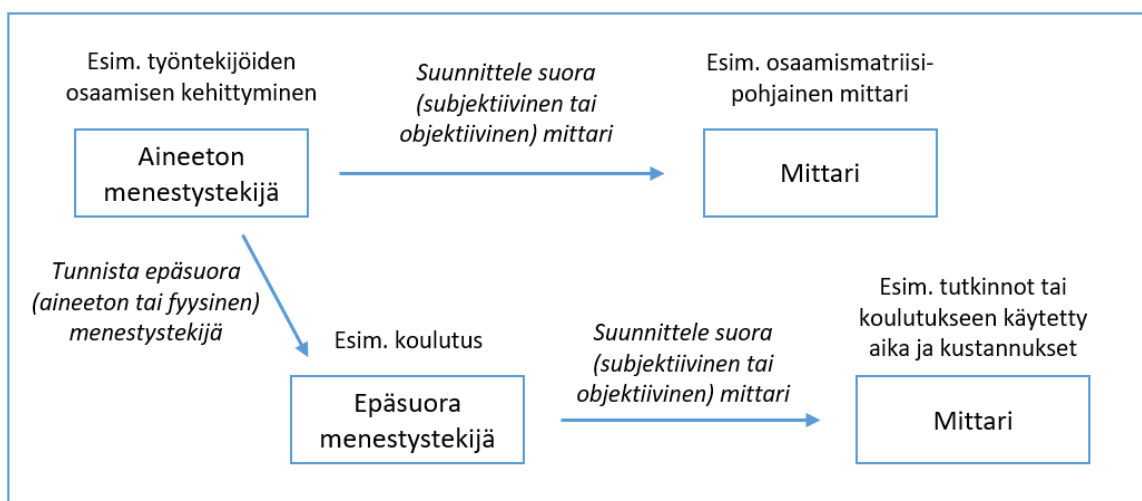 Esim. työntekijöiden
osaamisen kehittyminen
Aineeton
menestystekijä
Suunnittele suora
(subjektiivinen tai
objektiivinen) mittari
Esim. osaamismatriisi-
pohjainen mittari
Mittari
Tunnista epäsuora
(aineeton tai fyysinen)
menestystekijä
Esim. koulutus
Epäsuora
menestystekijä
Suunnittele suora
(subjektiivinen tai
objektiivinen) mittari
Esim. tutkinnot tai
koulutukseen käytetty
aika ja kustannukset
Mittari